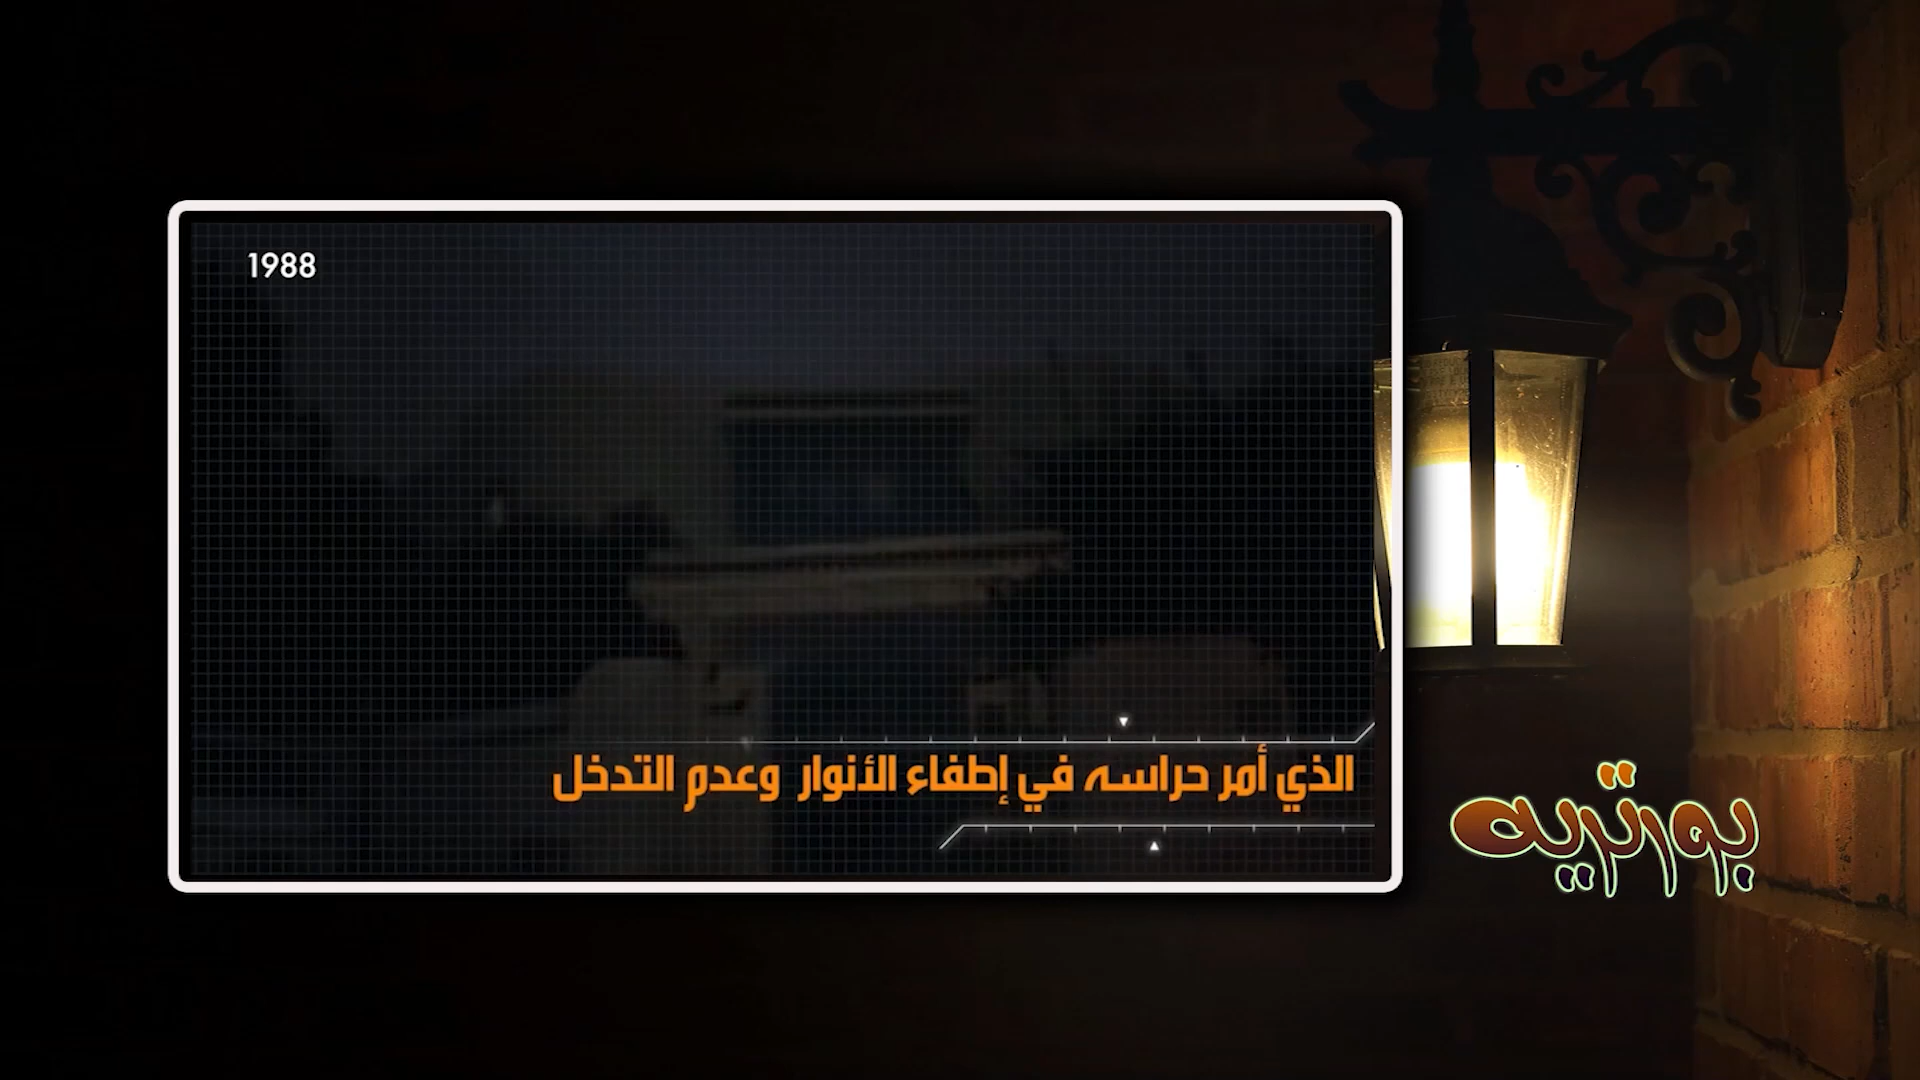 1988
الذي أمر حراسه في إطفاء الأنوار وعدم التدخل
بورتريه